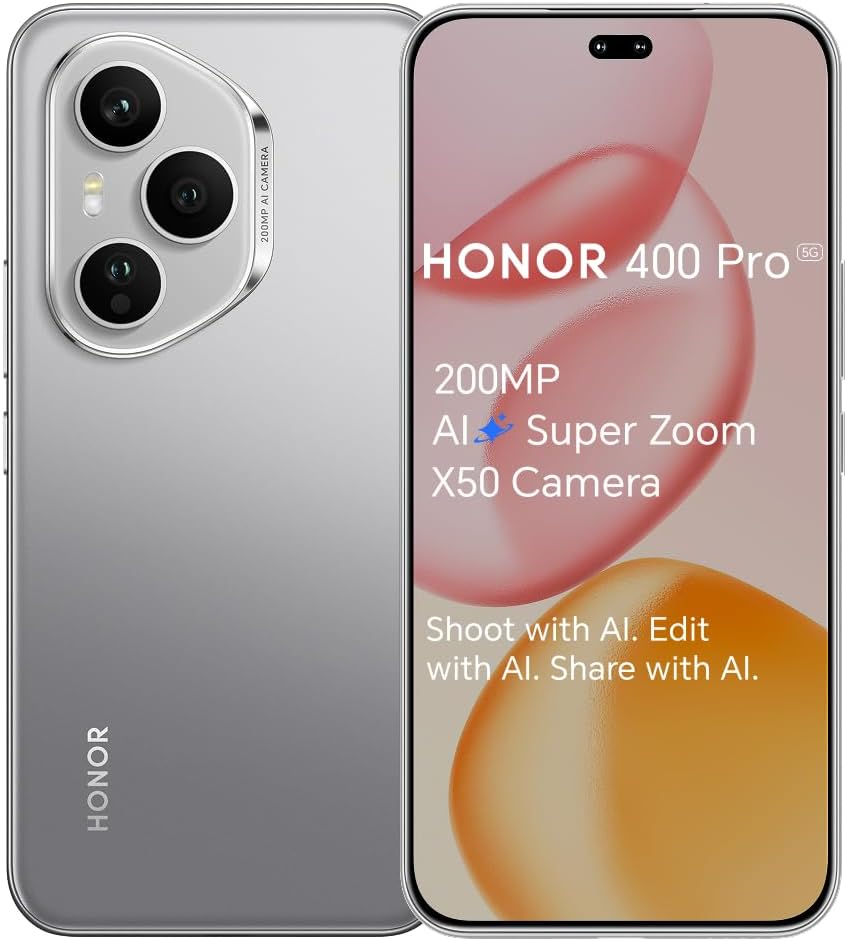 200MP AI CAMERA
HONOR
HONOR 400 Pro 5G
200MP
AI Super Zoom
X50 Camera
Shoot with AI. Edit
with AI. Share with AI.